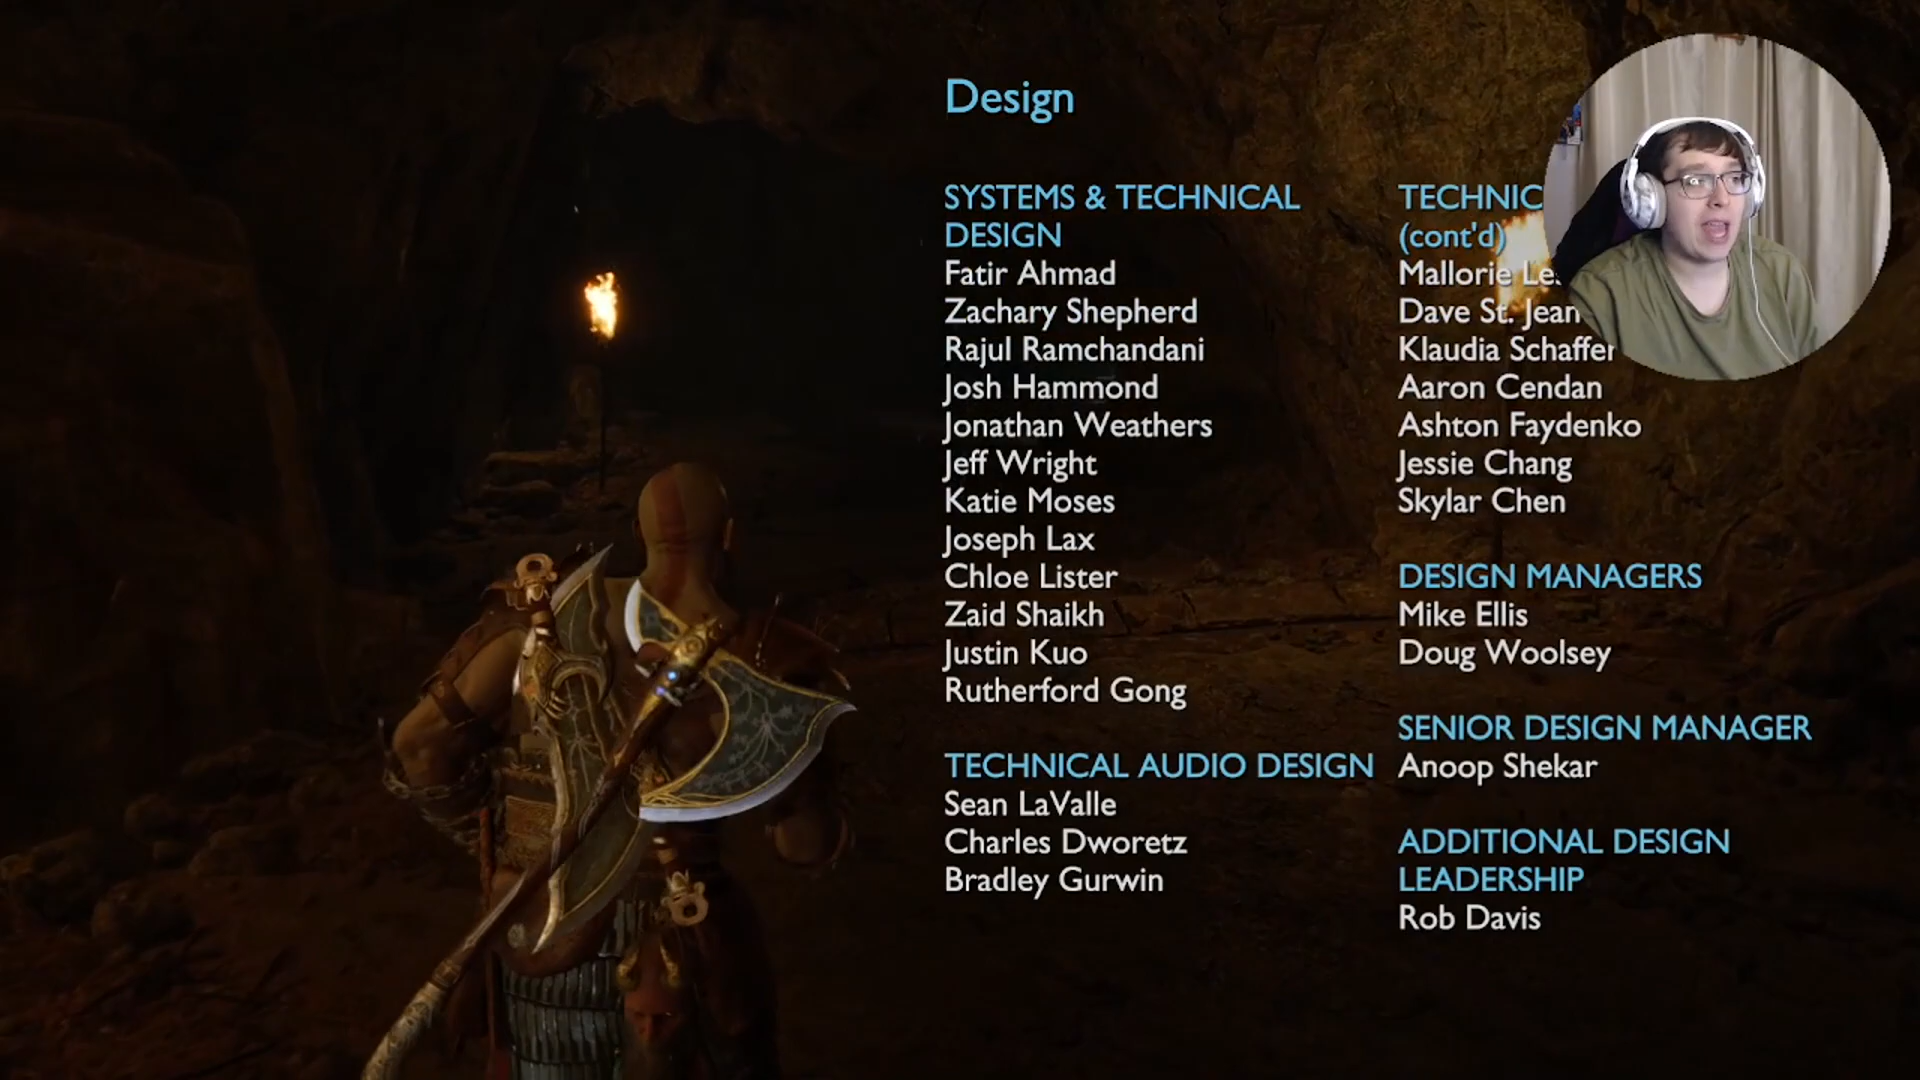 Design
SYSTEMS & TECHNICAL
DESIGN
Fatir Ahmad
Zachary Shepherd
Rajul Ramchandani
Josh Hammond
Jonathan Weathers
Jeff Wright
Katie Moses
Joseph Lax
Chloe Lister
Zaid Shaikh
Justin Kuo
Rutherford Gong
TECHNICAL AUDIO DESIGN
Sean LaValle
Charles Dworetz
Bradley Gurwin
(cont'd)
Mallorie
Dave St. Jean
Klaudia Schaffer
Aaron Cendan
Ashton Faydenko
Jessie Chang
Skylar Chen
DESIGN MANAGERS
Mike Ellis
Doug Woolsey
SENIOR DESIGN MANAGER
Anoop Shekar
ADDITIONAL DESIGN
LEADERSHIP
Rob Davis